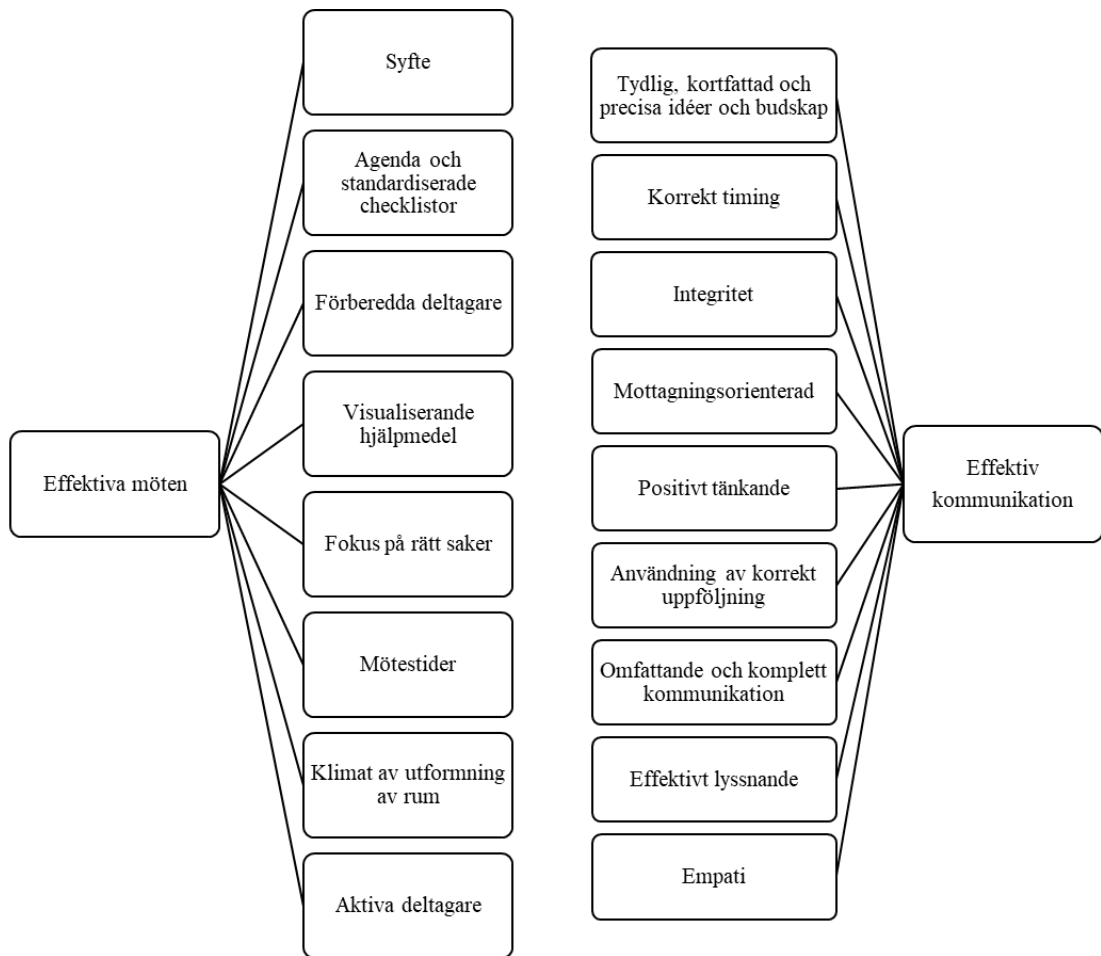 Effektiva möten
Syfte
Agenda och
standardiserade
checklistor
Förberedda deltagare
Visualiserande
hjälpmedel
Fokus på rätt saker
Mötestider
Klimat av utformning
av rum
Aktiva deltagare
Tydlig, kortfattad och
precisa idéer och budskap
Korrekt timing
Integritet
Mottagningsorienterad
Positivt tänkande
Användning av korrekt
uppföljning
Omfattande och komplett
kommunikation
Effektivt lyssnande
Empati
Effektiv
kommunikation